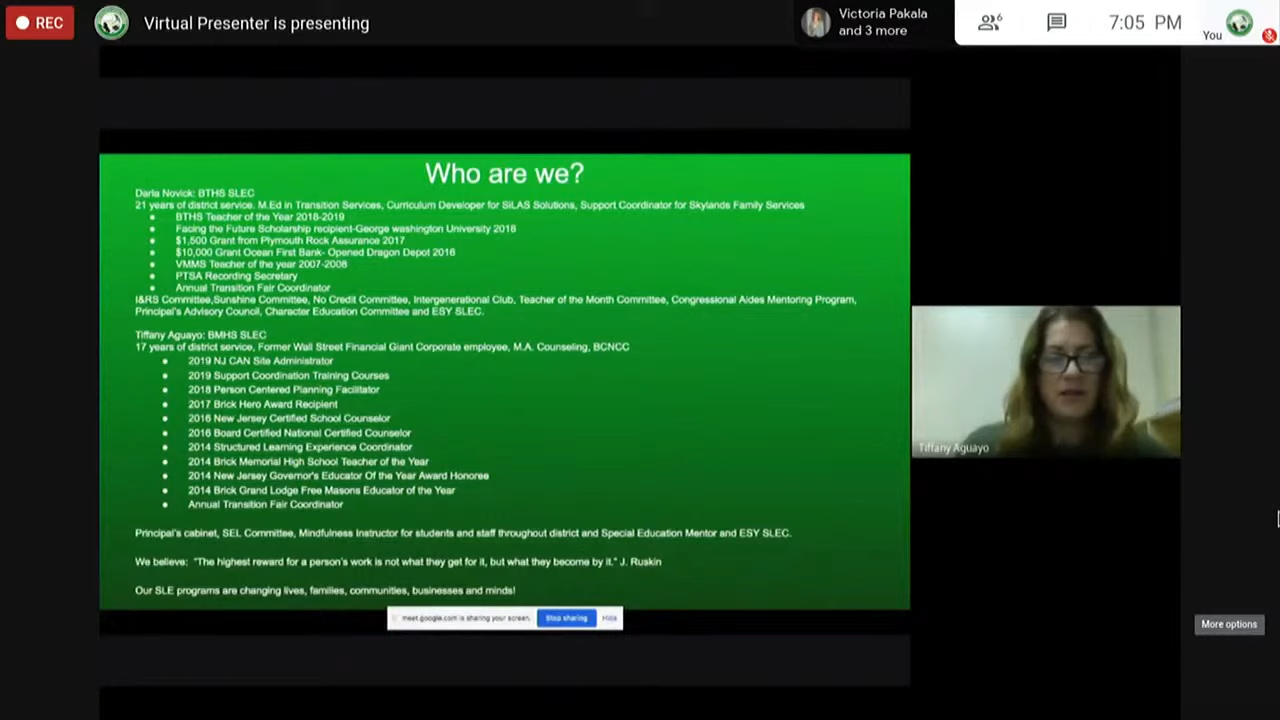 REC
Virtual Presenter is presenting
Victoria Pakala
and 3 more
6
7:05 PM
You
Who are we?
Darla Novick: BTHS SLEC
21 years of district service. M.Ed in Transition Services, Curriculum Developer for SiLAS Solutions, Support Coordinator for Skylands Family Services
BTHS Teacher of the Year 2018-2019
Facing the Future Scholarship recipient-George washington University 2018
$1,500 Grant from Plymouth Rock Assurance 2017
$10,000 Grant Ocean First Bank- Opened Dragon Depot 2016
VMMS Teacher of the year 2007-2008
PTSA Recording Secretary
Annual Transition Fair Coordinator
I&RS Committee,Sunshine Committee, No Credit Committee, Intergenerational Club, Teacher of the Month Committee, Congressional Aides Mentoring Program,
Principal's Advisory Council, Character Education Committee and ESY SLEC.
Tiffany Aguayo: BMHS SLEC
17 years of district service, Former Wall Street Financial Giant Corporate employee, M.A. Counseling, BCNCC
2019 NJ CAN Site Administrator
2019 Support Coordination Training Courses
2018 Person Centered Planning Facilitator
2017 Brick Hero Award Recipient
2016 New Jersey Certified School Counselor
2016 Board Certified National Certified Counselor
2014 Structured Learning Experience Coordinator
2014 Brick Memorial High School Teacher of the Year
2014 New Jersey Governor's Educator Of the Year Award Honoree
2014 Brick Grand Lodge Free Masons Educator of the Year
Annual Transition Fair Coordinator
Principal's cabinet, SEL Committee, Mindfulness Instructor for students and staff throughout district and Special Education Mentor and ESY SLEC.
We believe: "The highest reward for a person's work is not what they get for it, but what they become by it." J. Ruskin
Our SLE programs are changing lives, families, communities, businesses and minds!
meet.google.com is sharing your screen.
Stop sharing
Hide
Tiffany Aguayo
More options